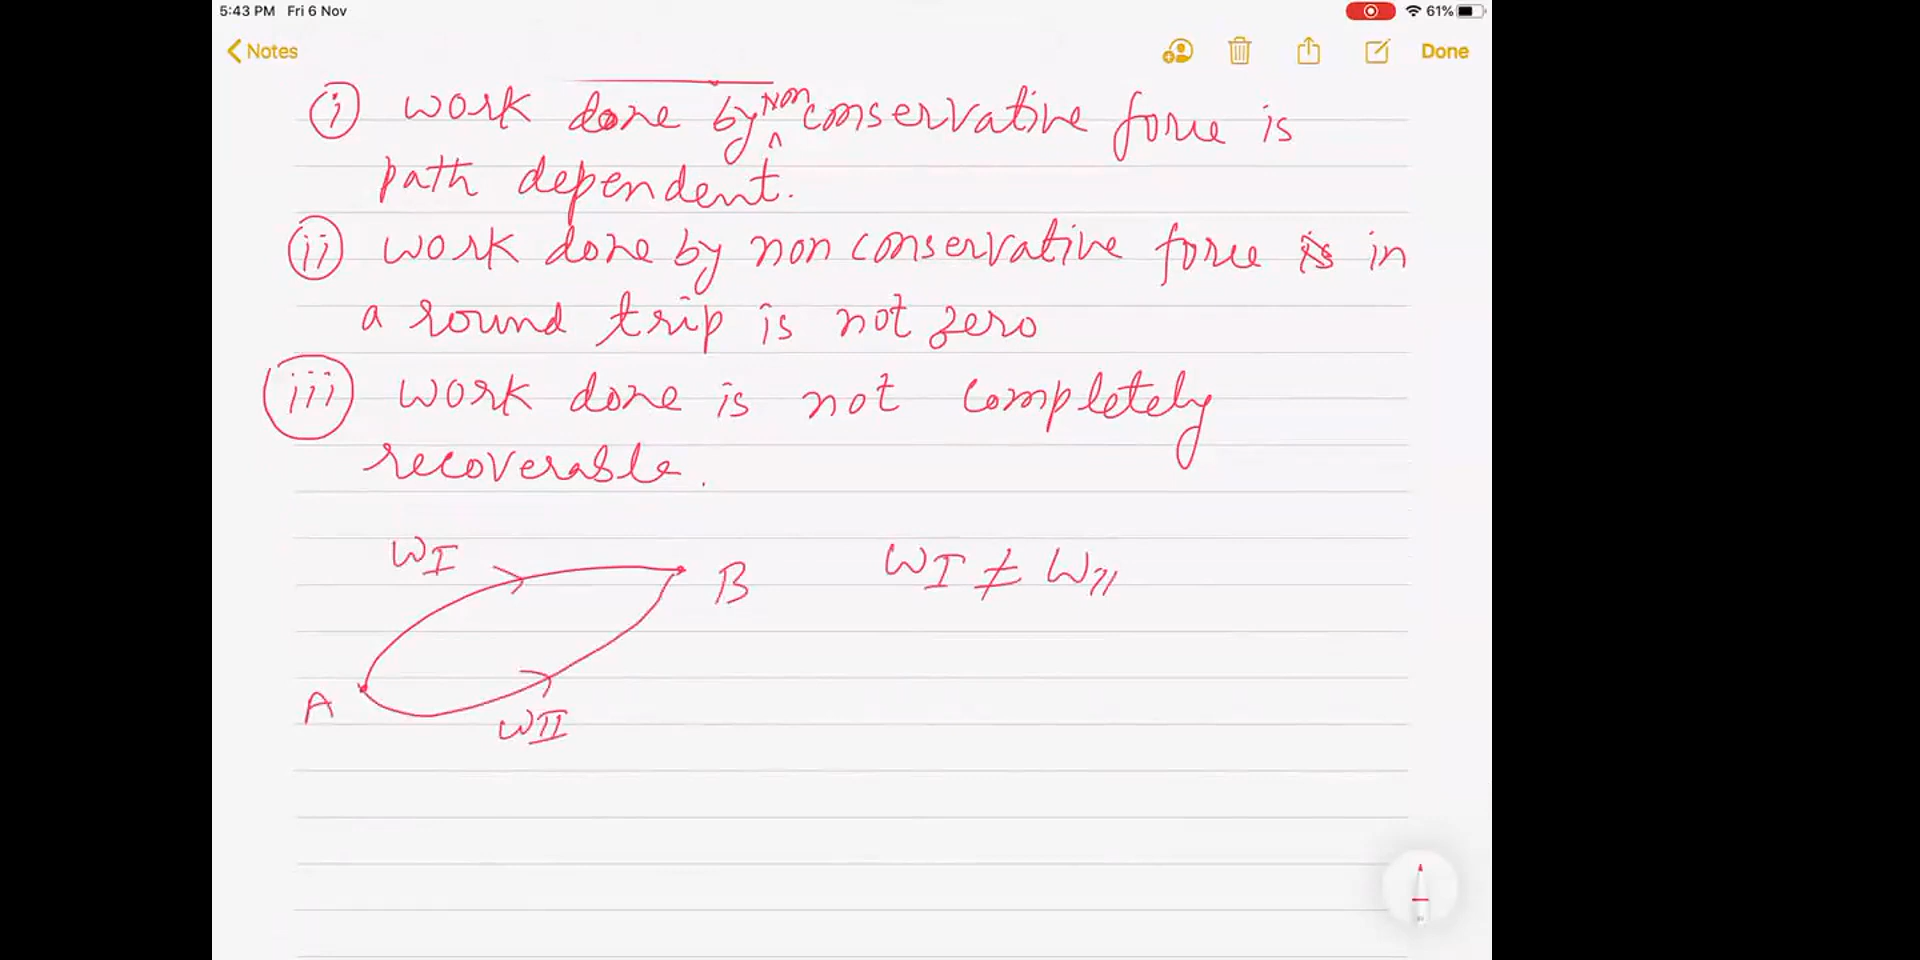 5:43 PM Fri 6 Nov
61%
Notes
Done
(i) work done by Non conservative force is
path dependent.
(ii) work done by non conservative force is in
a round trip is not zero
(iii) work done is not completely
recoverable.
WI
B
WI ≠ WII
A
WII